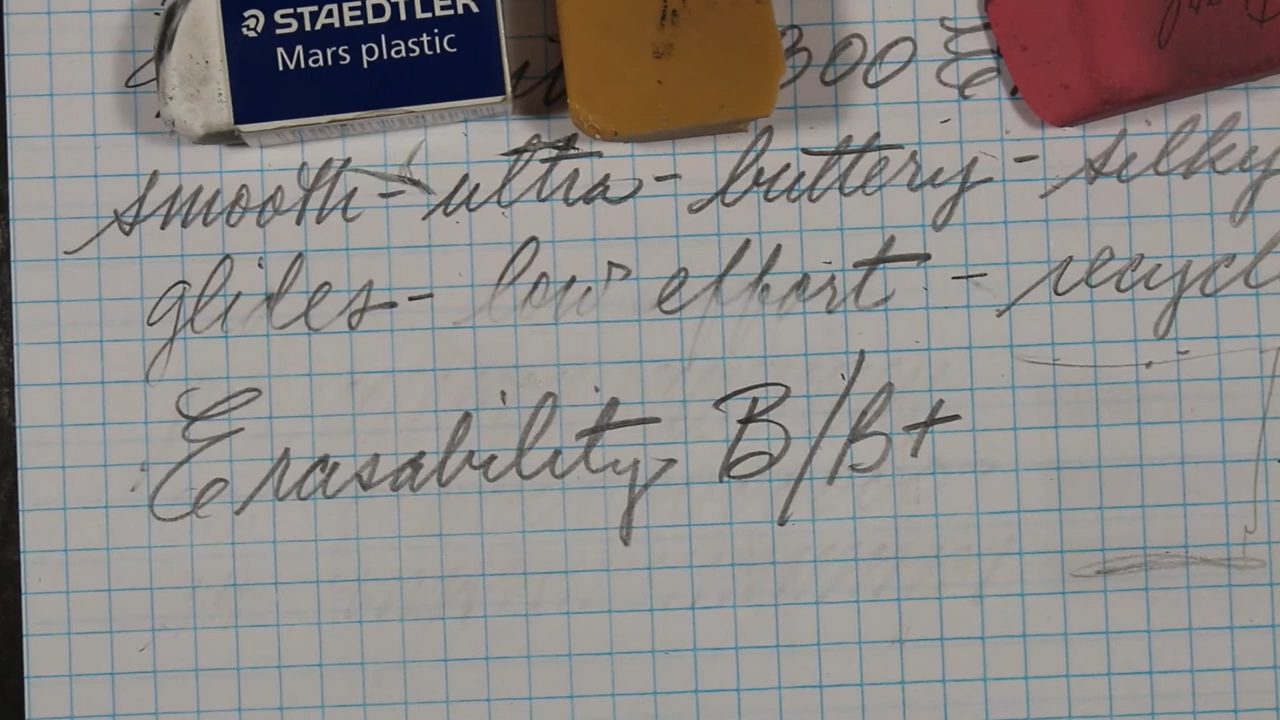 STAEDTLER
Mars plastic
300
smooth - ultra - buttery - silky
glides - low effort - recycl
Erasability B/B+